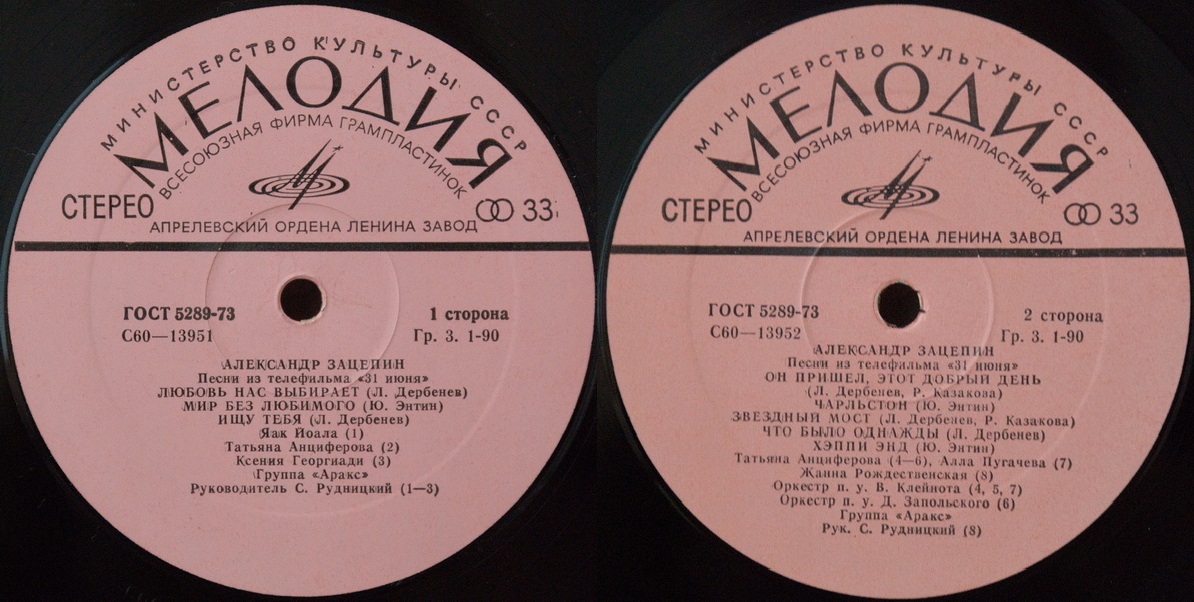 МИНИСТЕРСТВО КУЛЬТУРЫ СССР
МЕЛОДИЯ
ВСЕСОЮЗНАЯ ФИРМА ГРАМПЛАСТИНОК
СТЕРЕО
33
АПРЕЛЕВСКИЙ ОРДЕНА ЛЕНИНА ЗАВОД
ГОСТ 5289-73
1 сторона
С60—13951
Гр. 3. 1-90
АЛЕКСАНДР ЗАЦЕПИН
Песни из телефильма «31 июня»
ЛЮБОВЬ НАС ВЫБИРАЕТ (Л. Дербенев)
МИР БЕЗ ЛЮБИМОГО (Ю. Энтин)
ИЩУ ТЕБЯ (Л. Дербенев)
Яак Йоала (1)
Татьяна Анциферова (2)
Ксения Георгиади (3)
Группа «Аракс»
Руководитель С. Рудницкий (1—3)
МИНИСТЕРСТВО КУЛЬТУРЫ СССР
МЕЛОДИЯ
ВСЕСОЮЗНАЯ ФИРМА ГРАМПЛАСТИНОК
СТЕРЕО
33
АПРЕЛЕВСКИЙ ОРДЕНА ЛЕНИНА ЗАВОД
ГОСТ 5289-73
2 сторона
С60—13952
Гр. 3. 1-90
АЛЕКСАНДР ЗАЦЕПИН
Песни из телефильма «31 июня»
ОН ПРИШЕЛ, ЭТОТ ДОБРЫЙ ДЕНЬ
(Л. Дербенев, Р. Казакова)
ЧАРЛЬСТОН (Ю. Энтин)
ЗВЕЗДНЫЙ МОСТ (Л. Дербенев, Р. Казакова)
ЧТО БЫЛО ОДНАЖДЫ (Л. Дербенев)
ХЭППИ ЭНД (Ю. Энтин)
Татьяна Анциферова (4—6), Алла Пугачева (7)
Жанна Рождественская (8)
Оркестр п. у. В. Клейнота (4, 5, 7)
Оркестр п. у. Д. Запольского (6)
Группа «Аракс»
Рук. С. Рудницкий (8)